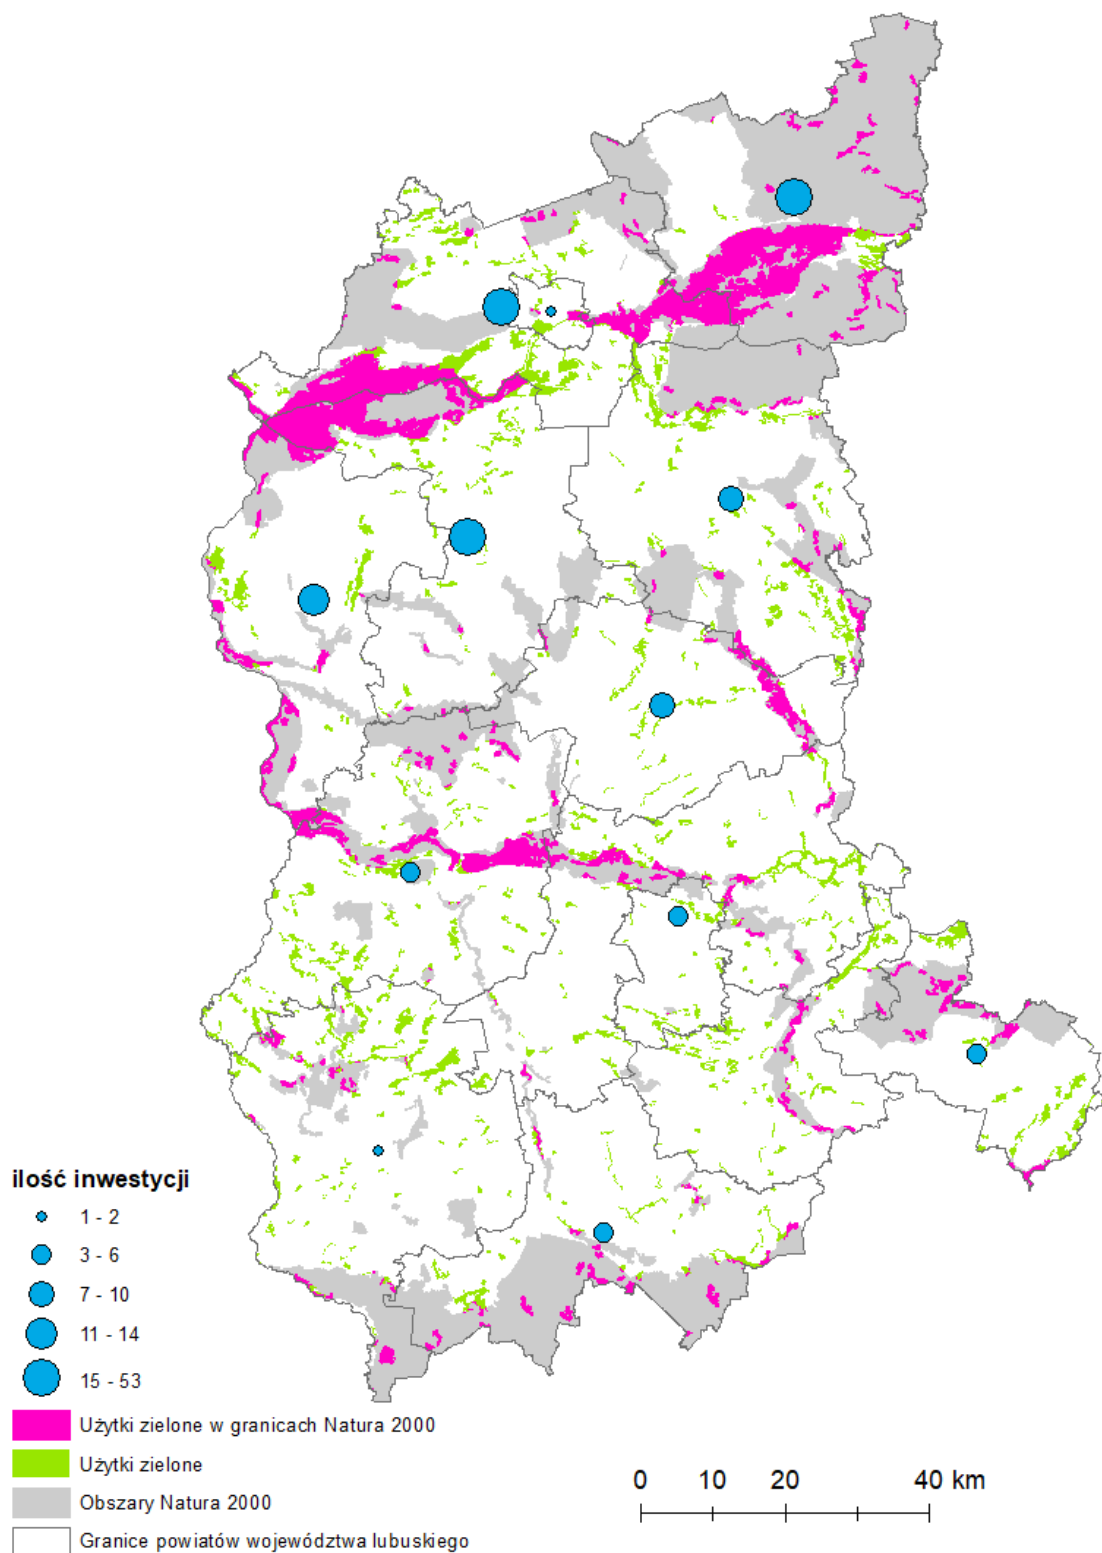 ilość inwestycji
1 - 2
3 - 6
7 - 10
11 - 14
15 - 53
Użytki zielone w granicach Natura 2000
Użytki zielone
Obszary Natura 2000
Granice powiatów województwa lubuskiego
0 10 20 40 km